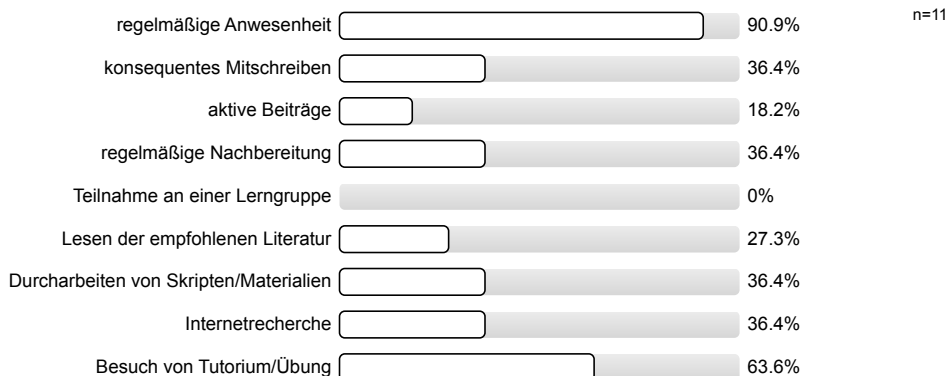 regelmäßige Anwesenheit 90.9% n=11
konsequentes Mitschreiben 36.4%
aktive Beiträge 18.2%
regelmäßige Nachbereitung 36.4%
Teilnahme an einer Lerngruppe 0%
Lesen der empfohlenen Literatur 27.3%
Durcharbeiten von Skripten/Materialien 36.4%
Internetrecherche 36.4%
Besuch von Tutorium/Übung 63.6%